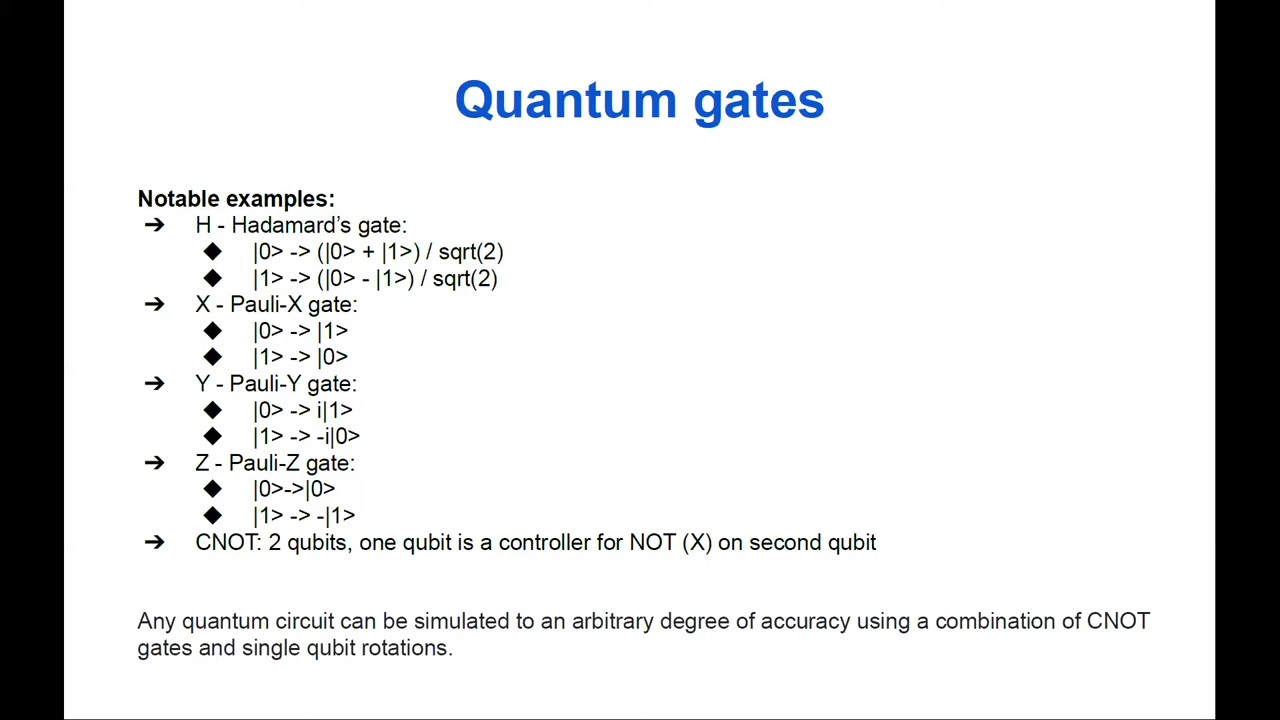 Quantum gates
Notable examples:
➔ H - Hadamard’s gate:
◆ |0> -> (|0> + |1>) / sqrt(2)
◆ |1> -> (|0> - |1>) / sqrt(2)
➔ X - Pauli-X gate:
◆ |0> -> |1>
◆ |1> -> |0>
➔ Y - Pauli-Y gate:
◆ |0> -> i|1>
◆ |1> -> -i|0>
➔ Z - Pauli-Z gate:
◆ |0>->|0>
◆ |1> -> -|1>
➔ CNOT: 2 qubits, one qubit is a controller for NOT (X) on second qubit
Any quantum circuit can be simulated to an arbitrary degree of accuracy using a combination of CNOT
gates and single qubit rotations.